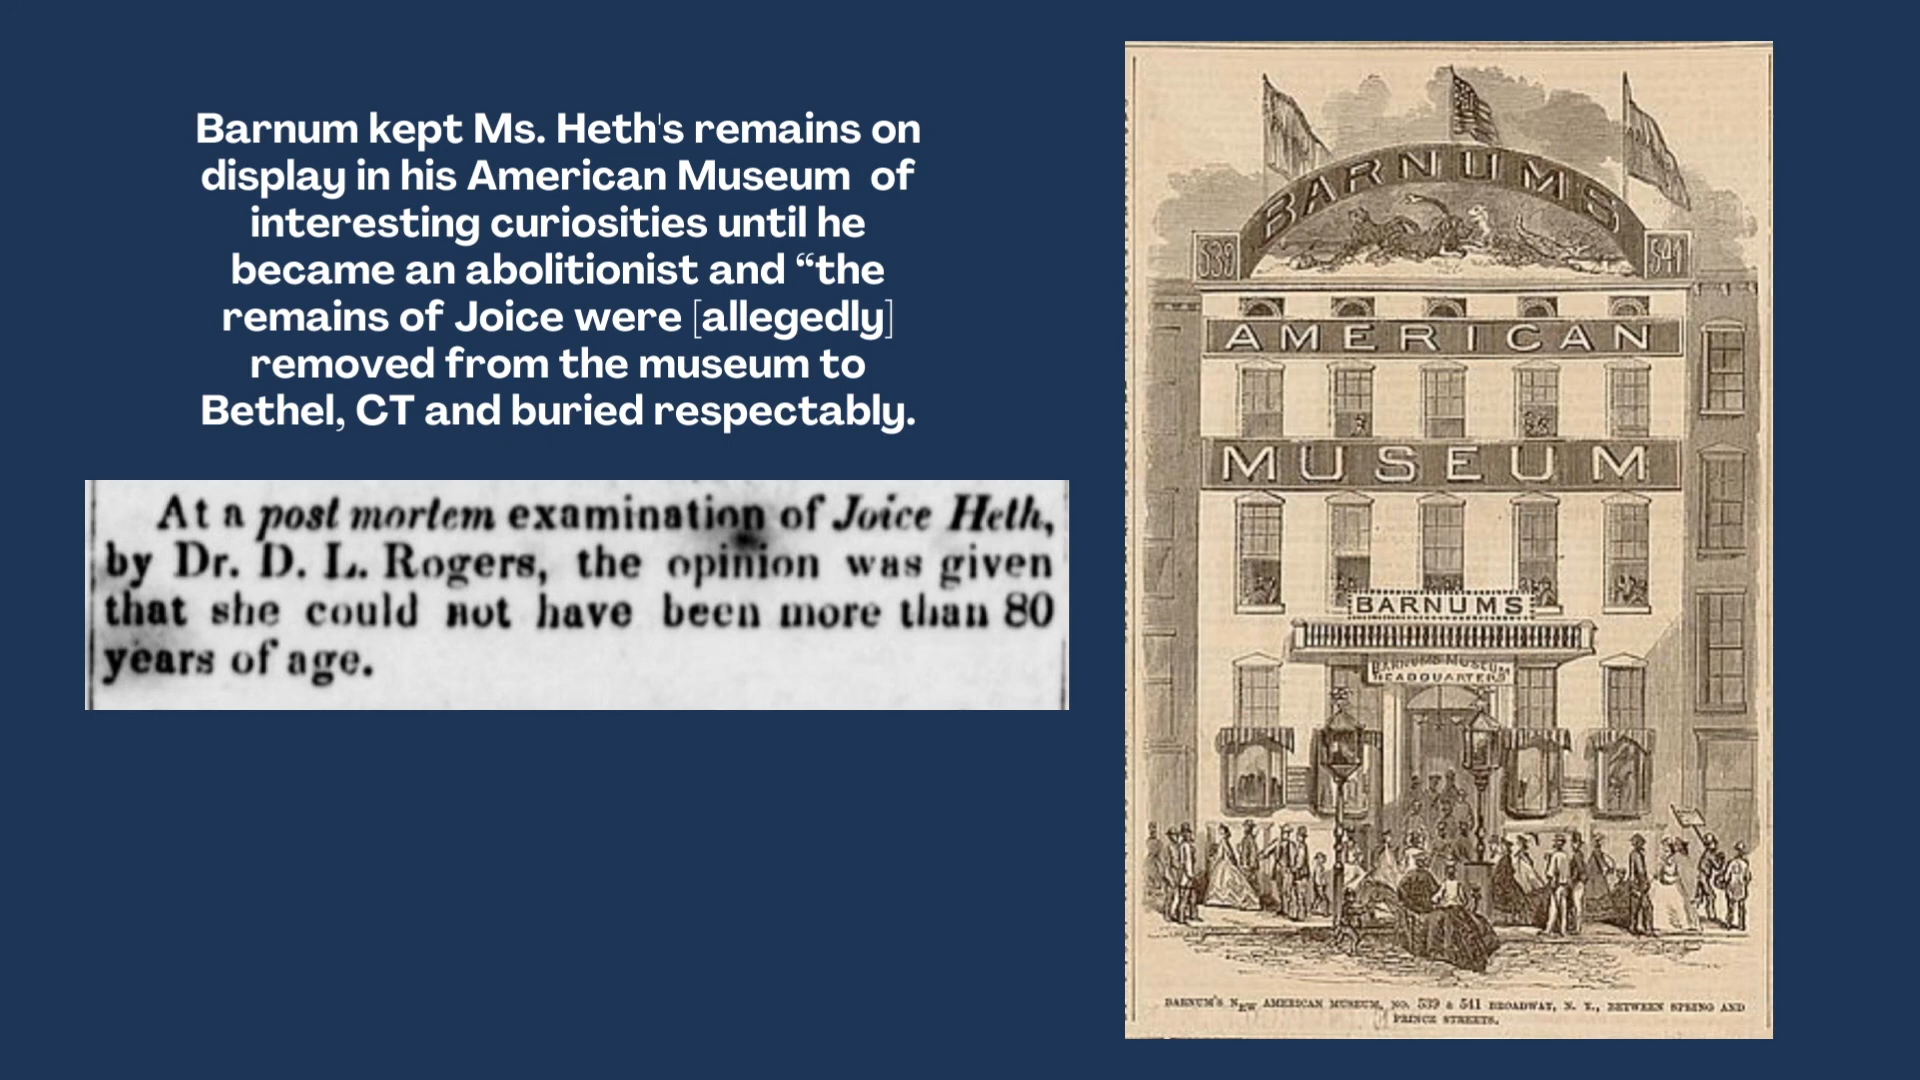 Barnum kept Ms. Heth's remains on
display in his American Museum of
interesting curiosities until he
became an abolitionist and “the
remains of Joice were [allegedly]
removed from the museum to
Bethel, CT and buried respectably.
At a post mortem examination of Joice Heth,
by Dr. D. L. Rogers, the opinion was given
that she could not have been more than 80
years of age.
BARNUMS
539
541
AMERICAN
MUSEUM
BARNUMS
BARNUMS MUSEUM
HEADQUARTERS
BARNUM'S NEW AMERICAN MUSEUM, NO. 539 & 541 BROADWAY, N. Y., BETWEEN SPRING AND
PRINCE STREETS.